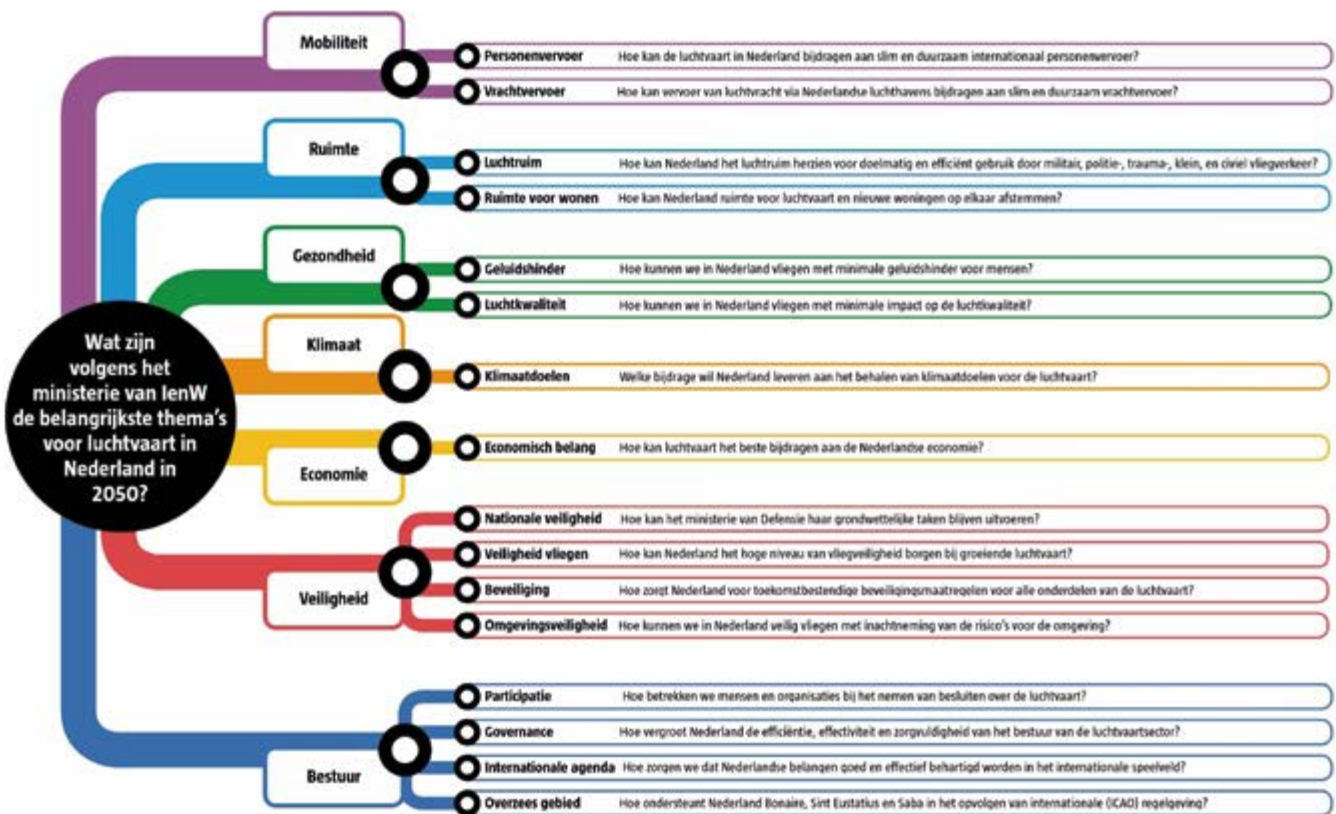 Wat zijn
volgens het
ministerie van IenW
de belangrijkste thema's
voor luchtvaart in
Nederland in
2050?
Mobiliteit
Personenvervoer Hoe kan de luchtvaart in Nederland bijdragen aan slim en duurzaam internationaal personenvervoer?
Vrachtvervoer Hoe kan vervoer van luchtvracht via Nederlandse luchthavens bijdragen aan slim en duurzaam vrachtvervoer?
Ruimte
Luchtruim Hoe kan Nederland het luchtruim herzien voor doelmatig en efficiënt gebruik door militair, politie-, trauma-, klein, en civiel vliegverkeer?
Ruimte voor wonen Hoe kan Nederland ruimte voor luchtvaart en nieuwe woningen op elkaar afstemmen?
Gezondheid
Geluidshinder Hoe kunnen we in Nederland vliegen met minimale geluidshinder voor mensen?
Luchtkwaliteit Hoe kunnen we in Nederland vliegen met minimale impact op de luchtkwaliteit?
Klimaat
Klimaatdoelen Welke bijdrage wil Nederland leveren aan het behalen van klimaatdoelen voor de luchtvaart?
Economie
Economisch belang Hoe kan luchtvaart het beste bijdragen aan de Nederlandse economie?
Veiligheid
Nationale veiligheid Hoe kan het ministerie van Defensie haar grondwettelijke taken blijven uitvoeren?
Veiligheid vliegen Hoe kan Nederland het hoge niveau van vliegveiligheid borgen bij groeiende luchtvaart?
Beveiliging Hoe zorgt Nederland voor toekomstbestendige beveiligingsmaatregelen voor alle onderdelen van de luchtvaart?
Omgevingsveiligheid Hoe kunnen we in Nederland veilig vliegen met inachtneming van de risico's voor de omgeving?
Bestuur
Participatie Hoe betrekken we mensen en organisaties bij het nemen van besluiten over de luchtvaart?
Governance Hoe vergroot Nederland de efficiëntie, effectiviteit en zorgvuldigheid van het bestuur van de luchtvaartsector?
Internationale agenda Hoe zorgen we dat Nederlandse belangen goed en effectief behartigd worden in het internationale speelveld?
Overzees gebied Hoe ondersteunt Nederland Bonaire, Sint Eustatius en Saba in het opvolgen van internationale (ICAO) regelgeving?